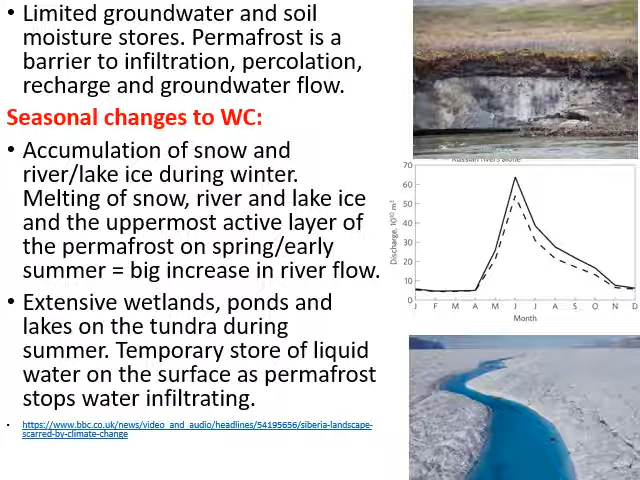 • Limited groundwater and soil
moisture stores. Permafrost is a
barrier to infiltration, percolation,
recharge and groundwater flow.
Seasonal changes to WC:
• Accumulation of snow and
river/lake ice during winter.
Melting of snow, river and lake ice
and the uppermost active layer of
the permafrost on spring/early
summer = big increase in river flow.
• Extensive wetlands, ponds and
lakes on the tundra during
summer. Temporary store of liquid
water on the surface as permafrost
stops water infiltrating.
• https://www.bbc.co.uk/news/video_and_audio/headlines/54195656/siberia-landscape-
scarred-by-climate-change
Russian rivers alone
70
60
50
40
30
20
10
0
Discharge, 10¹⁰ m³
J F M A M J J A S O N D
Month